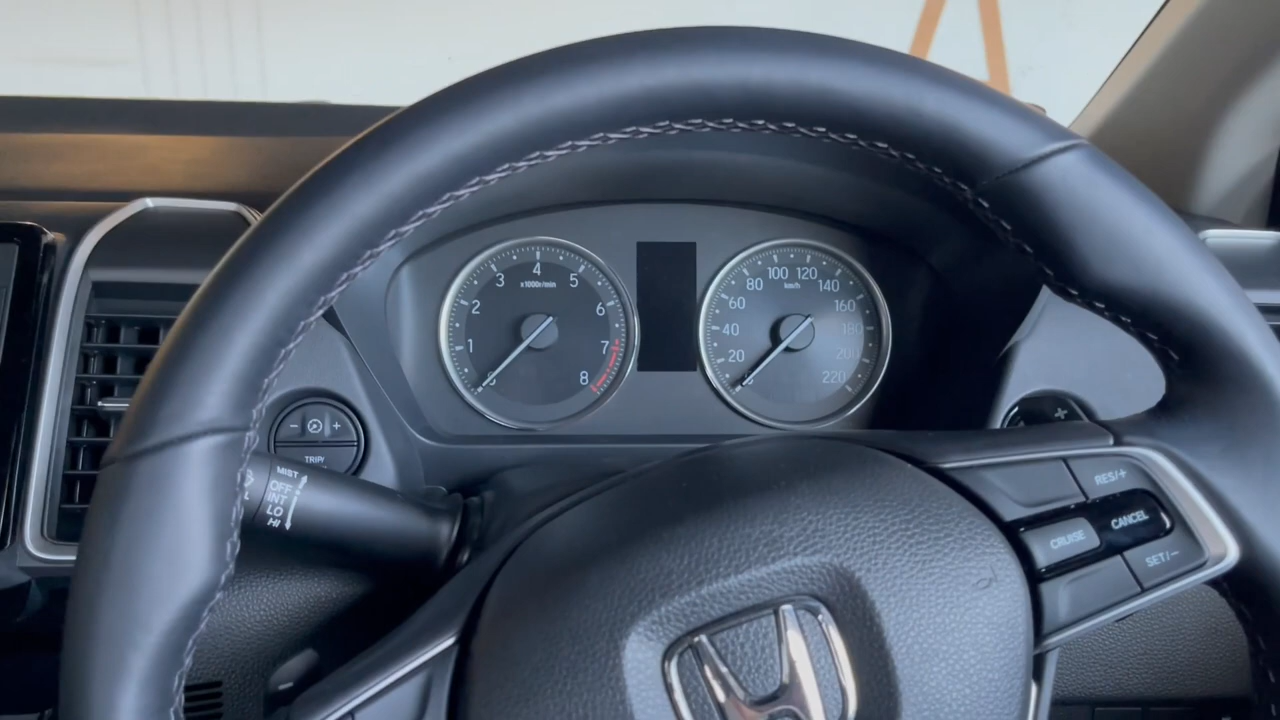 4
3
5
x1000r/min
2
6
1
7
8
100 120
80
140
km/h
60
160
40
180
20
200
220
- +
TRIP/
MIST
OFF
INT
LO
HI
+
RES/+
CANCEL
CRUISE
SET/−